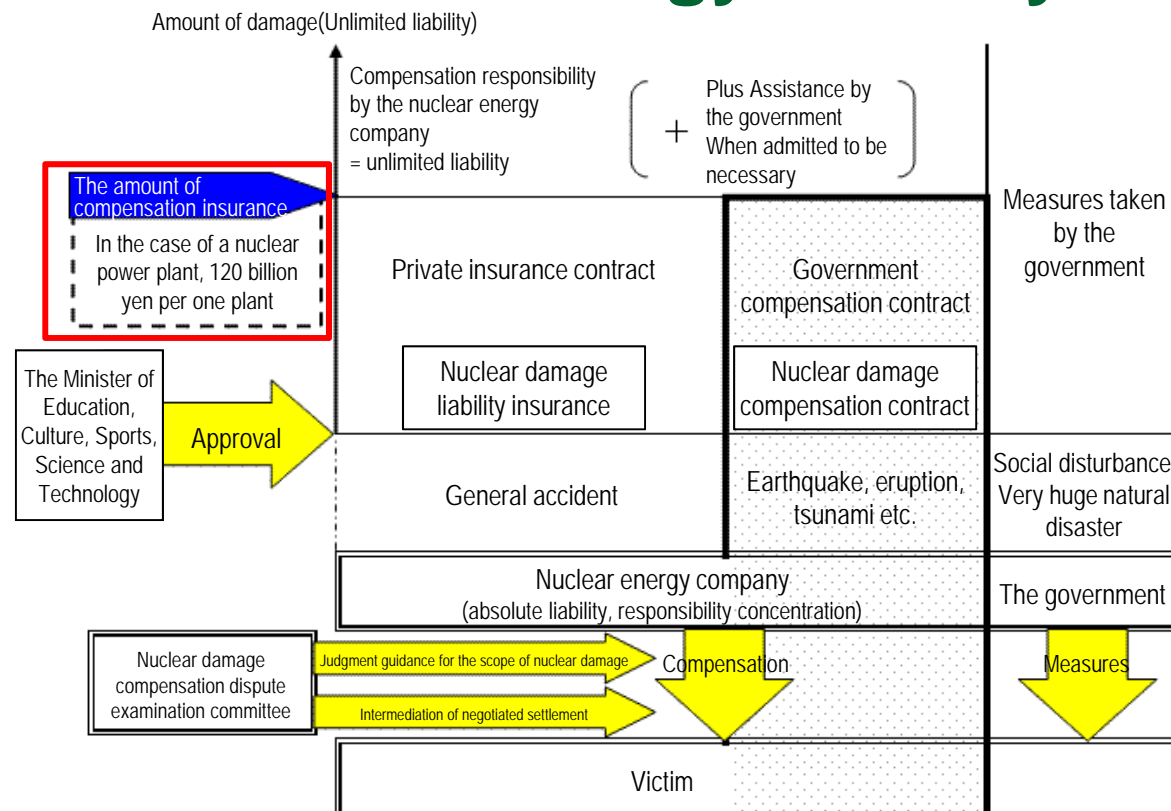 Amount of damage(Unlimited liability)
Compensation responsibility
by the nuclear energy
company
= unlimited liability
+
Plus Assistance by
the government
When admitted to be
necessary
The amount of
compensation insurance
In the case of a nuclear
power plant, 120 billion
yen per one plant
Private insurance contract
Government
compensation contract
Measures taken
by the
government
Nuclear damage
liability insurance
Nuclear damage
compensation contract
The Minister of
Education,
Culture, Sports,
Science and
Technology
Approval
General accident
Earthquake, eruption,
tsunami etc.
Social disturbance
Very huge natural
disaster
Nuclear energy company
(absolute liability, responsibility concentration)
The government
Nuclear damage
compensation dispute
examination committee
Judgment guidance for the scope of nuclear damage
Intermediation of negotiated settlement
Compensation
Measures
Victim